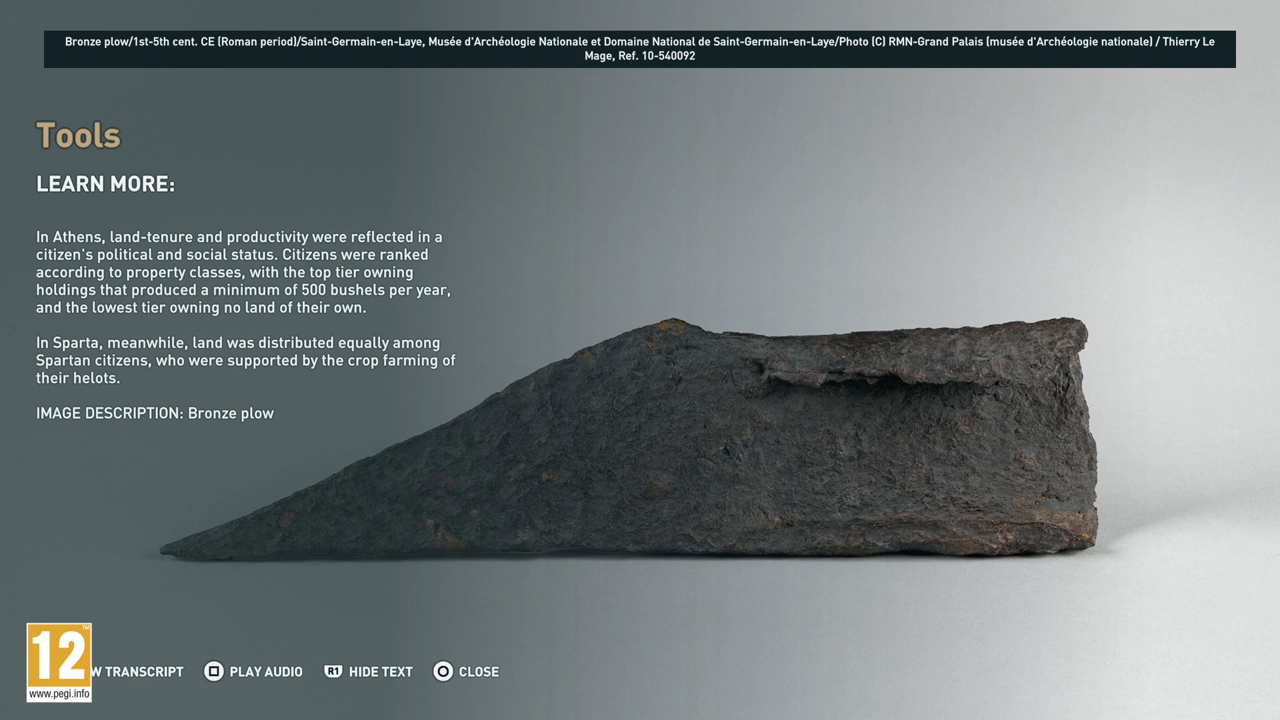 Bronze plow/1st-5th cent. CE (Roman period)/Saint-Germain-en-Laye, Musée d'Archéologie Nationale et Domaine National de Saint-Germain-en-Laye/Photo (C) RMN-Grand Palais (musée d'Archéologie nationale) / Thierry Le
Mage, Ref. 10-540092
Tools
LEARN MORE:
In Athens, land-tenure and productivity were reflected in a
citizen's political and social status. Citizens were ranked
according to property classes, with the top tier owning
holdings that produced a minimum of 500 bushels per year,
and the lowest tier owning no land of their own.
In Sparta, meanwhile, land was distributed equally among
Spartan citizens, who were supported by the crop farming of
their helots.
IMAGE DESCRIPTION: Bronze plow
12™
www.pegi.info
W TRANSCRIPT PLAY AUDIO R1 HIDE TEXT CLOSE